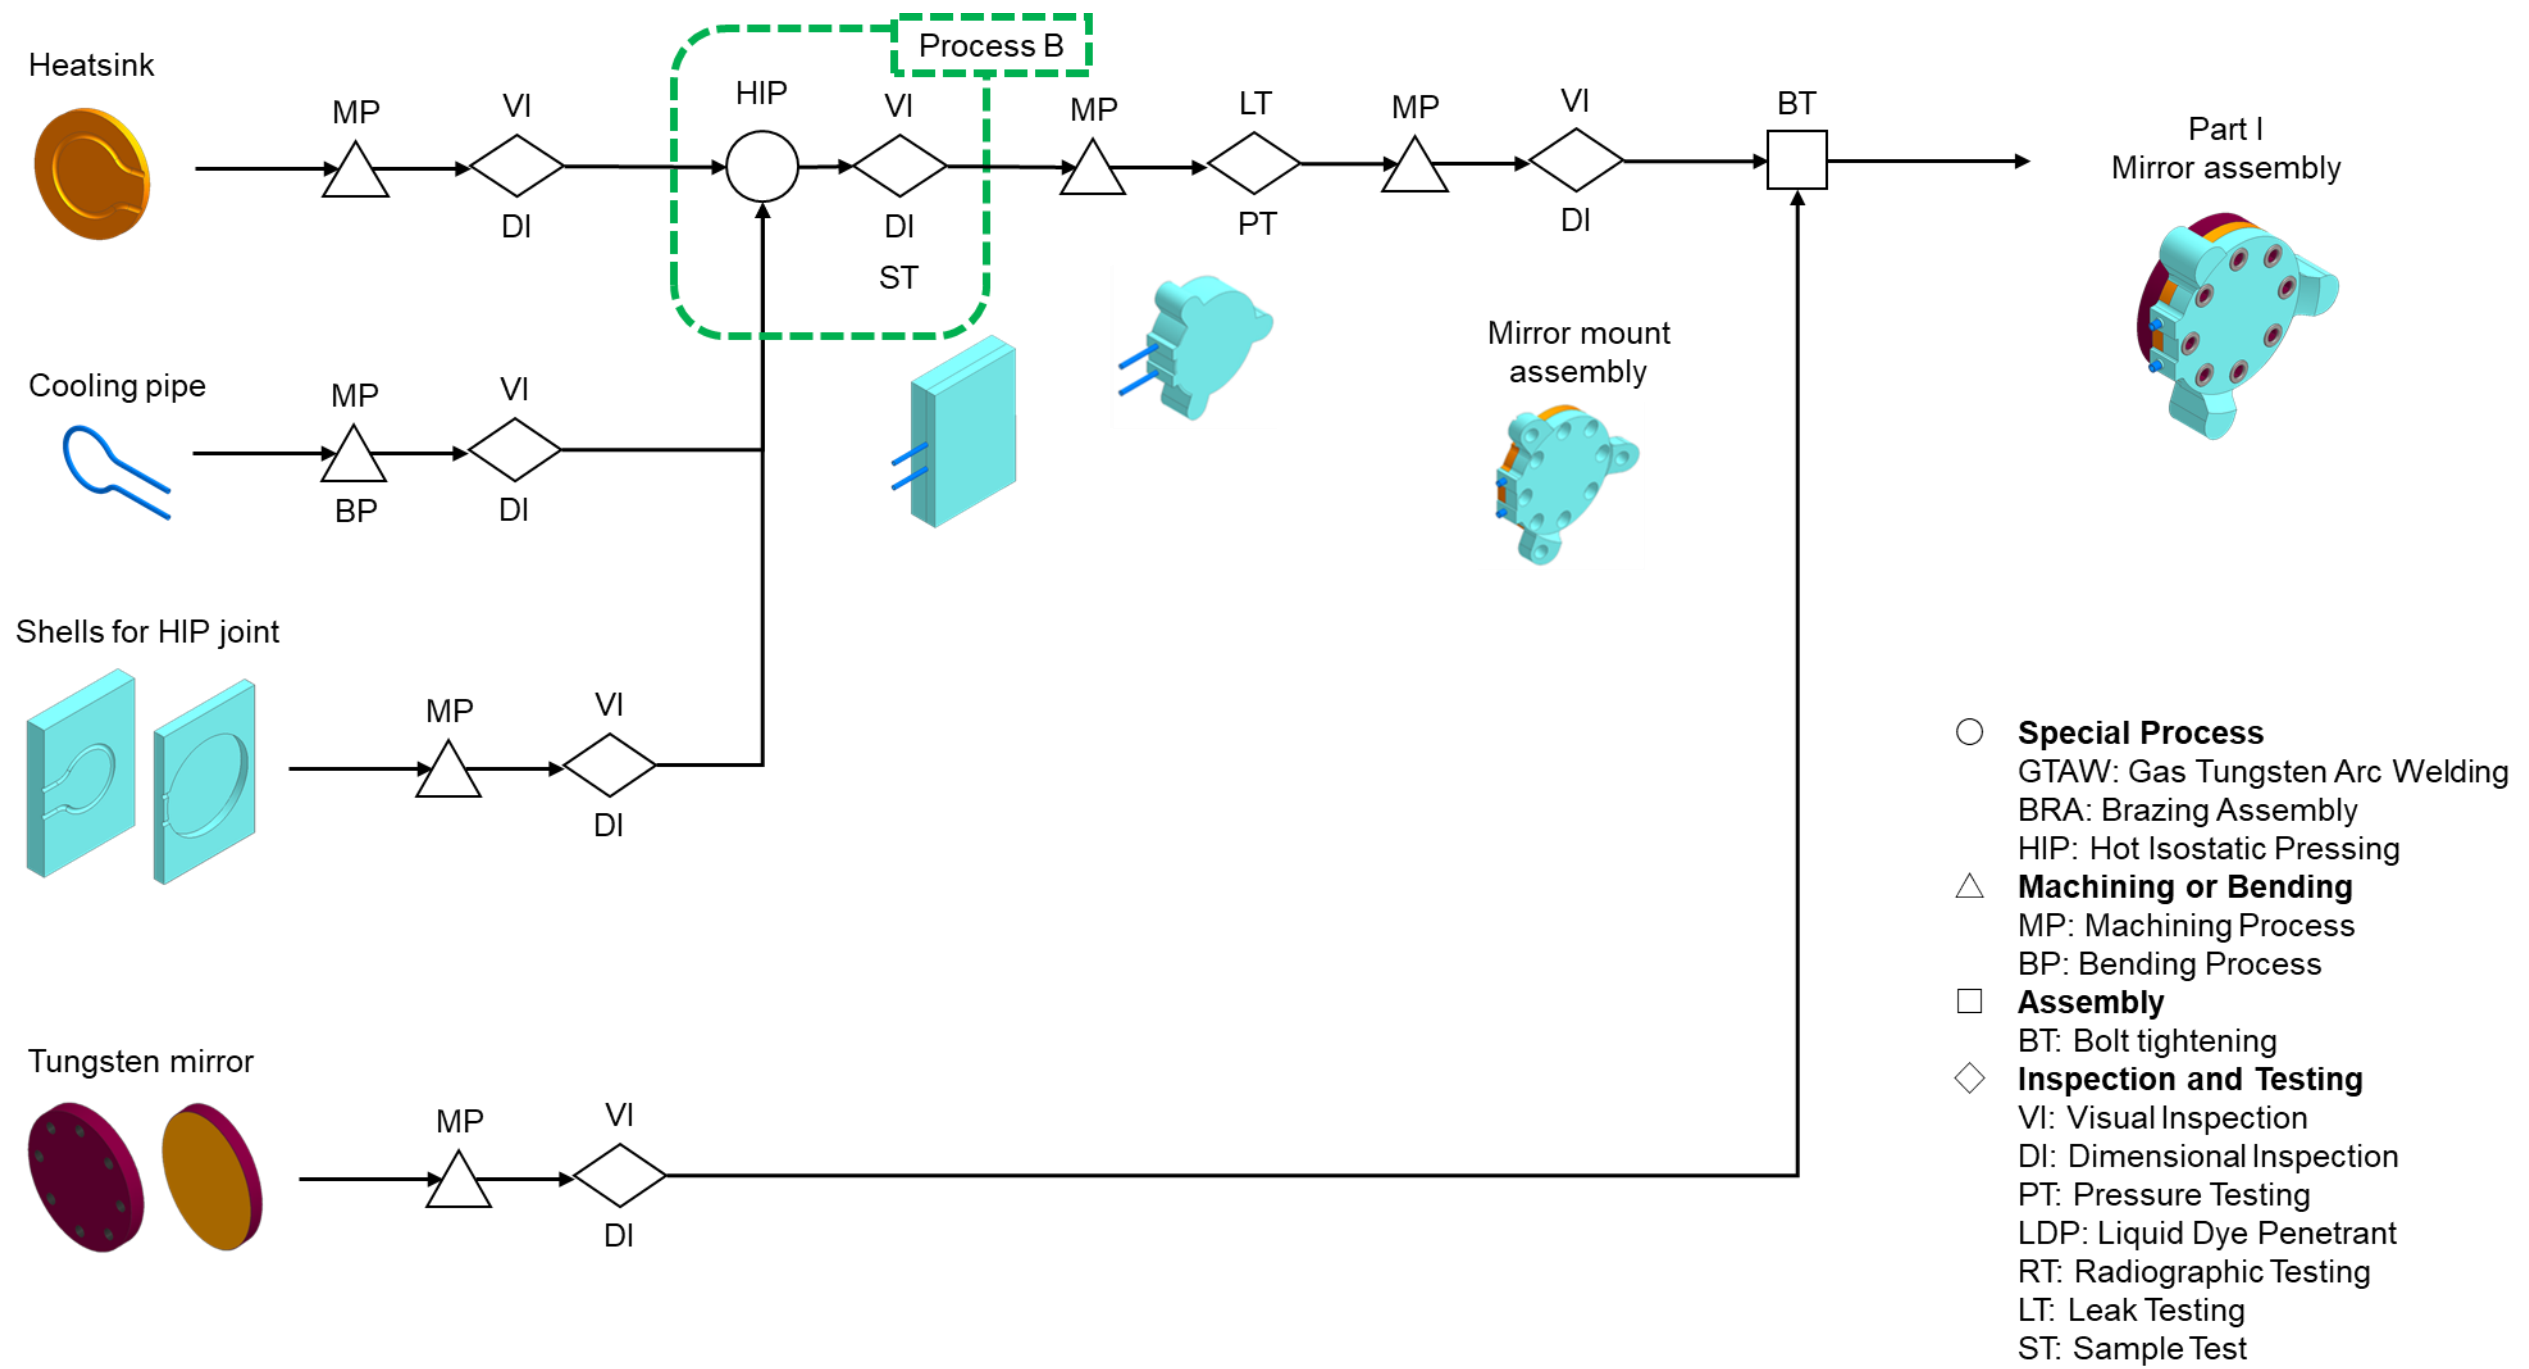 Process B
Heatsink
MP
VI
DI
HIP
VI
DI
ST
MP
LT
PT
MP
VI
DI
BT
Part I
Mirror assembly
Cooling pipe
MP
BP
VI
DI
Mirror mount
assembly
Shells for HIP joint
MP
VI
DI
Tungsten mirror
MP
VI
DI
Special Process
GTAW: Gas Tungsten Arc Welding
BRA: Brazing Assembly
HIP: Hot Isostatic Pressing
Machining or Bending
MP: Machining Process
BP: Bending Process
Assembly
BT: Bolt tightening
Inspection and Testing
VI: Visual Inspection
DI: Dimensional Inspection
PT: Pressure Testing
LDP: Liquid Dye Penetrant
RT: Radiographic Testing
LT: Leak Testing
ST: Sample Test